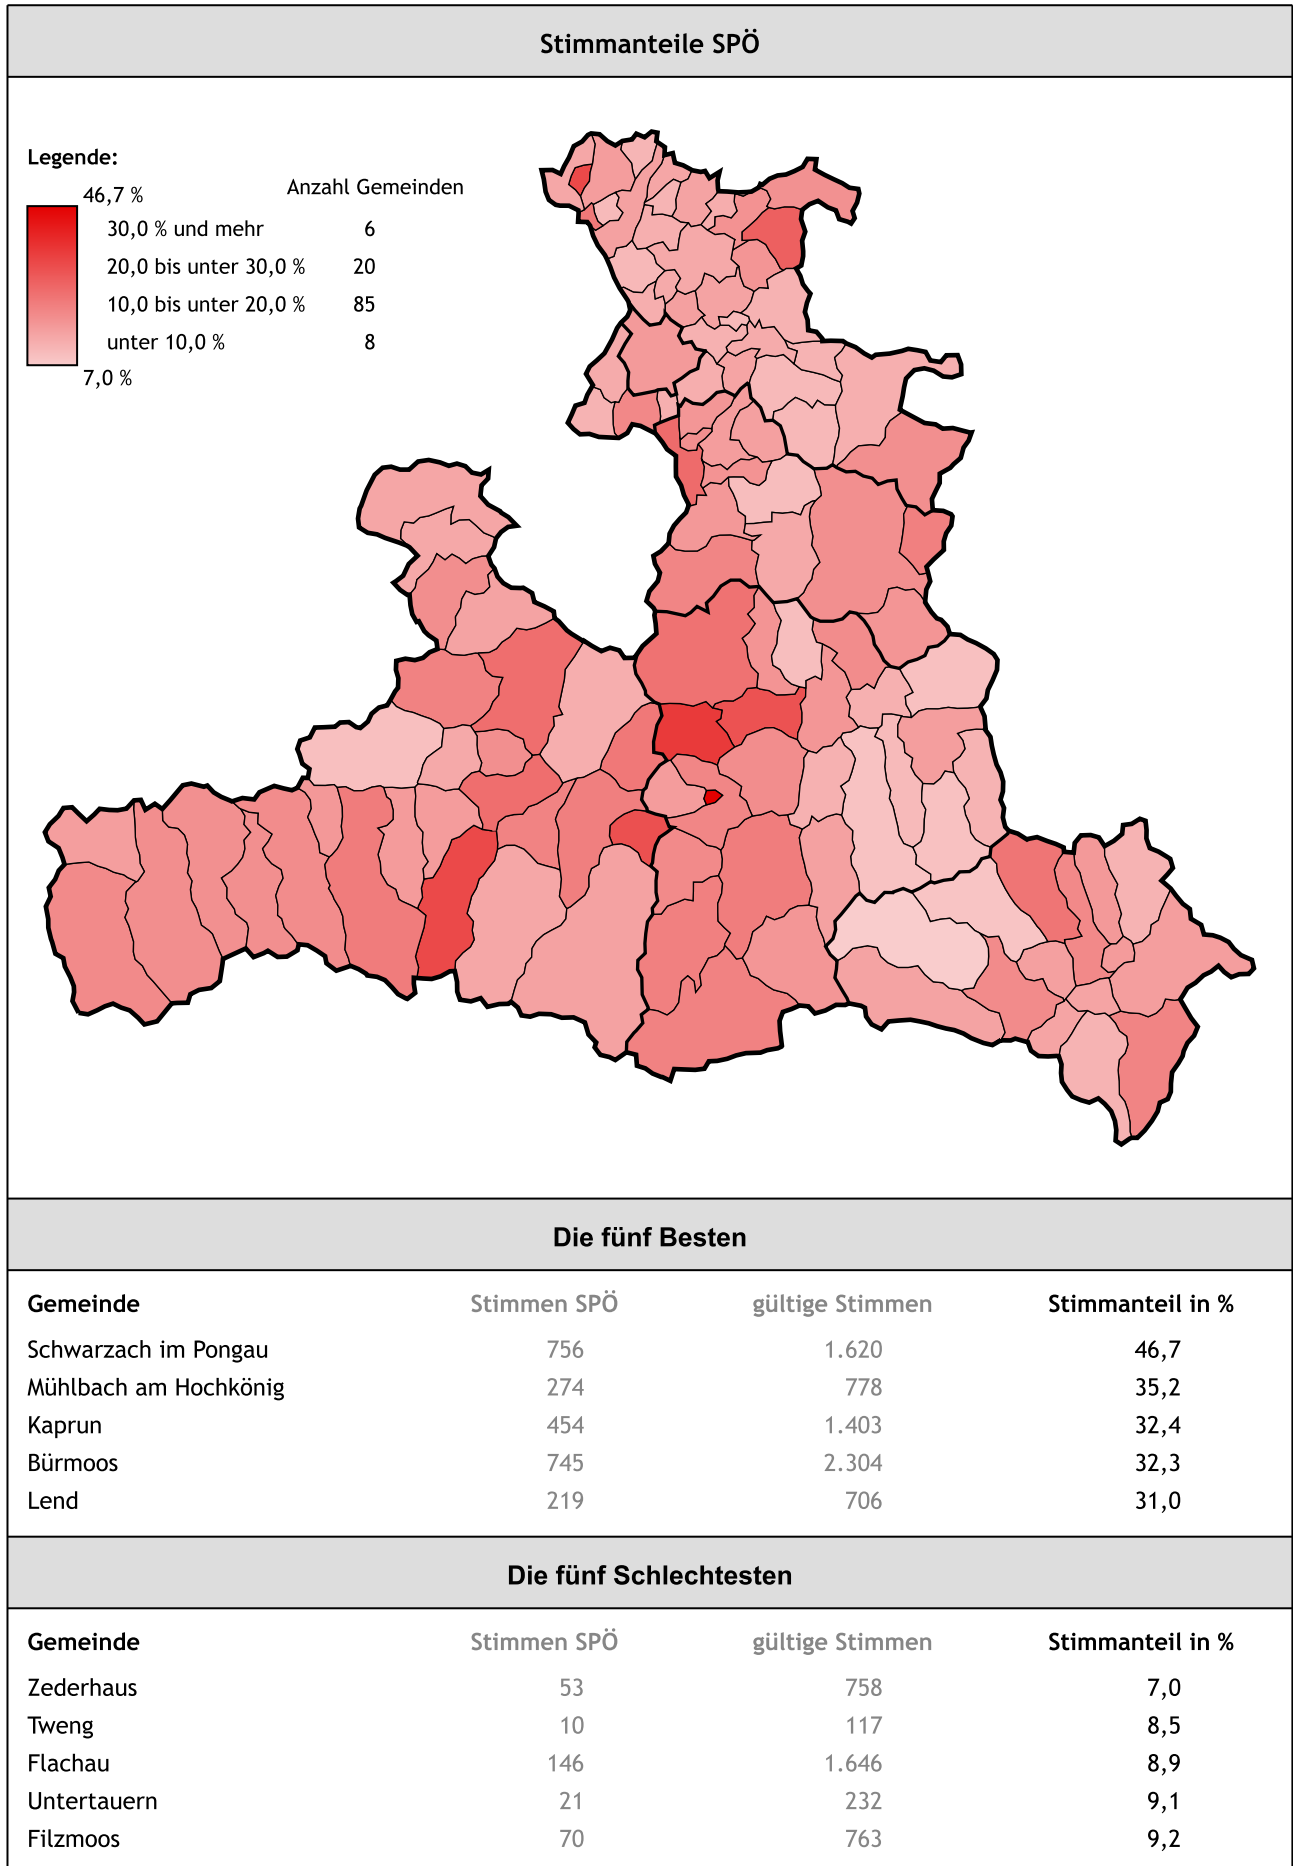 Stimmanteile SPÖ
Legende:
46,7 %
Anzahl Gemeinden
30,0 % und mehr 6
20,0 bis unter 30,0 % 20
10,0 bis unter 20,0 % 85
unter 10,0 % 8
7,0 %
Die fünf Besten
Gemeinde Stimmen SPÖ gültige Stimmen Stimmanteil in %
Schwarzach im Pongau 756 1.620 46,7
Mühlbach am Hochkönig 274 778 35,2
Kaprun 454 1.403 32,4
Bürmoos 745 2.304 32,3
Lend 219 706 31,0
Die fünf Schlechtesten
Gemeinde Stimmen SPÖ gültige Stimmen Stimmanteil in %
Zederhaus 53 758 7,0
Tweng 10 117 8,5
Flachau 146 1.646 8,9
Untertauern 21 232 9,1
Filzmoos 70 763 9,2